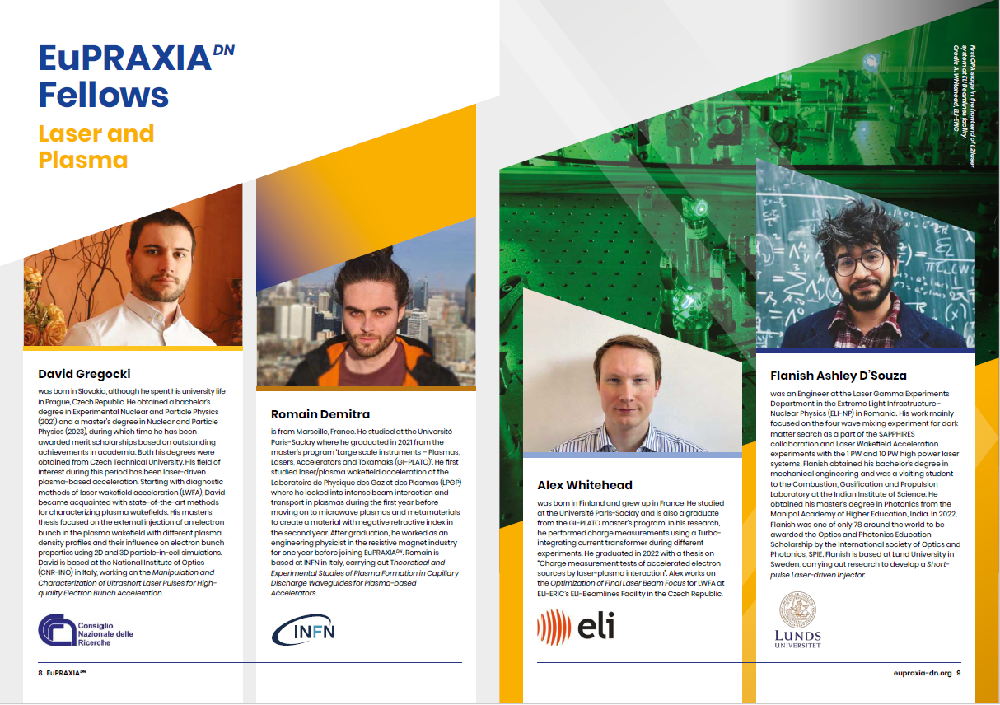 EuPRAXIA DN
Fellows
Laser and
Plasma
David Gregocki
was born in Slovakia, although he spent his university life
in Prague, Czech Republic. He obtained a bachelor's
degree in Experimental Nuclear and Particle Physics
(2021) and a master's degree in Nuclear and Particle
Physics (2023), during which time he has been
awarded merit scholarships based on outstanding
achievements in academia. Both his degrees were
obtained from Czech Technical University. His field of
interest during this period has been laser-driven
plasma-based acceleration. Starting with diagnostic
methods of laser wakefield acceleration (LWFA), David
became acquainted with state-of-the-art methods
for characterizing plasma wakefields. His master's
thesis focused on the external injection of an electron
bunch in the plasma wakefield with different plasma
density profiles and their influence on electron bunch
properties using 2D and 3D particle-in-cell simulations.
David is based at the National Institute of Optics
(CNR-INO) in Italy, working on the Manipulation and
Characterization of Ultrashort Laser Pulses for High-
quality Electron Bunch Acceleration.
Consiglio
Nazionale delle
Ricerche
Romain Demitra
is from Marseille, France. He studied at the Université
Paris-Saclay where he graduated in 2021 from the
master's program 'Large scale instruments – Plasmas,
Lasers, Accelerators and Tokamaks (GI-PLATO)'. He first
studied laser/plasma wakefield acceleration at the
Laboratoire de Physique des Gaz et des Plasmas (LPGP)
where he looked into intense beam interaction and
transport in plasmas during the first year before
moving on to microwave plasmas and metamaterials
to create a material with negative refractive index in
the second year. After graduation, he worked as an
engineering physicist in the resistive magnet industry
for one year before joining EuPRAXIA DN. Romain is
based at INFN in Italy, carrying out Theoretical and
Experimental Studies of Plasma Formation in Capillary
Discharge Waveguides for Plasma-based
Accelerators.
INFN
8 EuPRAXIA DN
First OPA stage in the front end of L2 laser
system at ELI Beamlines facility.
Credit: A. Whitehead, ELI-ERIC
Alex Whitehead
was born in Finland and grew up in France. He studied
at the Université Paris-Saclay and is also a graduate
from the GI-PLATO master's program. In his research,
he performed charge measurements using a Turbo-
integrating current transformer during different
experiments. He graduated in 2022 with a thesis on
"Charge measurement tests of accelerated electron
sources by laser-plasma interaction". Alex works on
the Optimization of Final Laser Beam Focus for LWFA at
ELI-ERIC's ELI-Beamlines Facility in the Czech Republic.
eli
Flanish Ashley D'Souza
was an Engineer at the Laser Gamma Experiments
Department in the Extreme Light Infrastructure -
Nuclear Physics (ELI-NP) in Romania. His work mainly
focused on the four wave mixing experiment for dark
matter search as a part of the SAPPHIRES
collaboration and Laser Wakefield Acceleration
experiments with the 1 PW and 10 PW high power laser
systems. Flanish obtained his bachelor's degree in
mechanical engineering and was a visiting student
to the Combustion, Gasification and Propulsion
Laboratory at the Indian Institute of Science. He
obtained his master's degree in Photonics from the
Manipal Academy of Higher Education, India. In 2022,
Flanish was one of only 78 around the world to be
awarded the Optics and Photonics Education
Scholarship by the International society of Optics and
Photonics, SPIE. Flanish is based at Lund University in
Sweden, carrying out research to develop a Short-
pulse Laser-driven Injector.
LUNDS
UNIVERSITET
eupraxia-dn.org 9